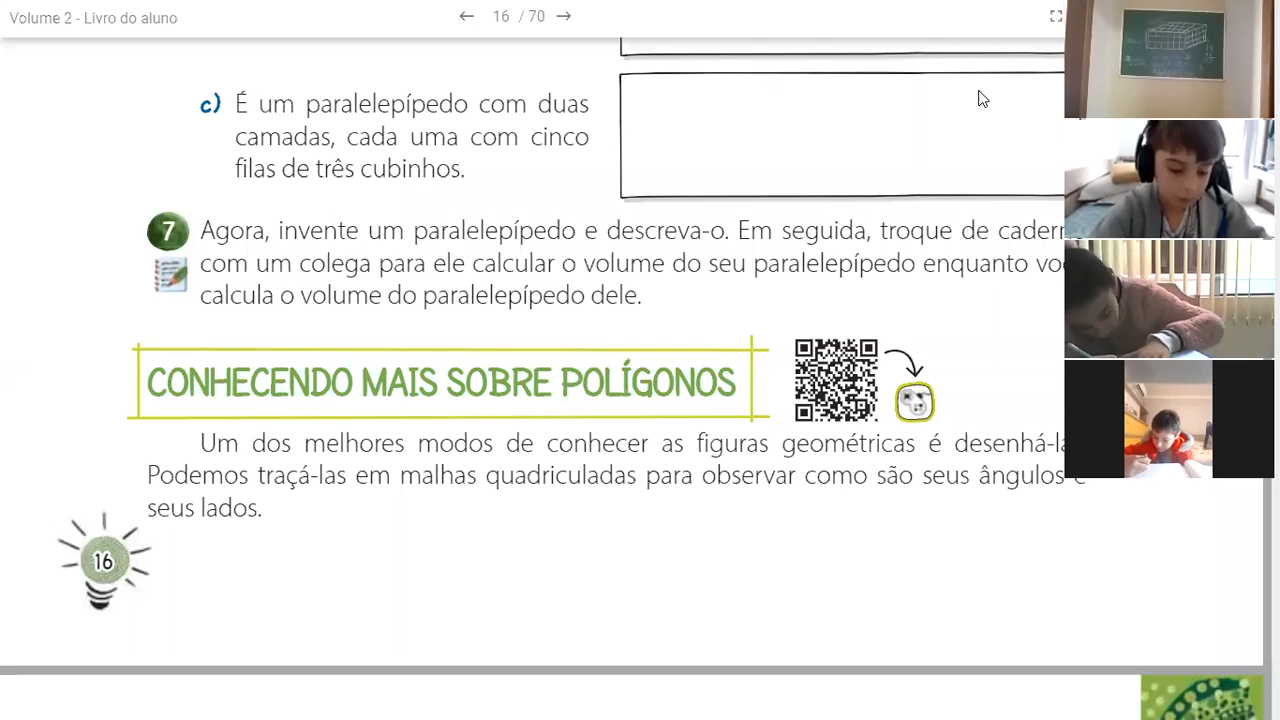 Volume 2 - Livro do aluno
16 / 70
c) É um paralelepípedo com duas
camadas, cada uma com cinco
filas de três cubinhos.
7 Agora, invente um paralelepípedo e descreva-o. Em seguida, troque de
com um colega para ele calcular o volume do seu paralelepípedo enquanto
calcula o volume do paralelepípedo dele.
CONHECENDO MAIS SOBRE POLÍGONOS
Um dos melhores modos de conhecer as figuras geométricas é
Podemos traçá-las em malhas quadriculadas para observar como são seus ângulos e
seus lados.
16